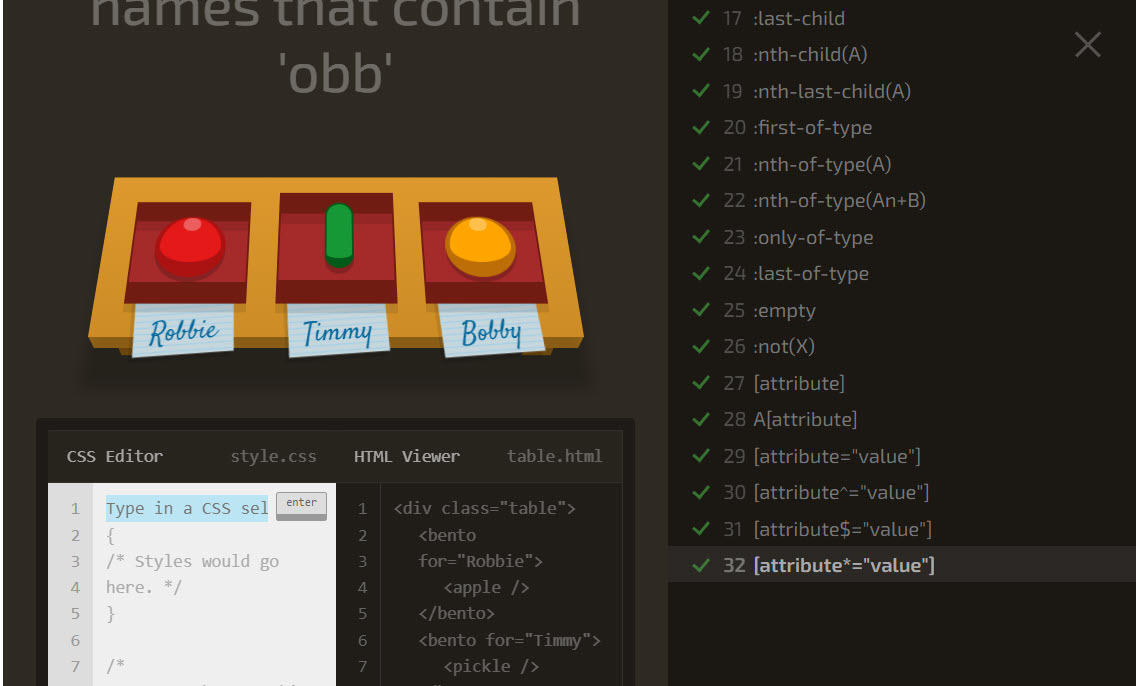 names that contain
'obb'
Robbie
Timmy
Bobby
CSS Editor
style.css
HTML Viewer
table.html
1
2
3
4
5
6
7
Type in a CSS sel
enter
{
/* Styles would go
here. */
}
/*
1
2
3
4
5
6
7
<div class="table">
<bento
for="Robbie">
<apple />
</bento>
<bento for="Timmy">
<pickle />
17 :last-child
18 :nth-child(A)
19 :nth-last-child(A)
20 :first-of-type
21 :nth-of-type(A)
22 :nth-of-type(An+B)
23 :only-of-type
24 :last-of-type
25 :empty
26 :not(X)
27 [attribute]
28 A[attribute]
29 [attribute="value"]
30 [attribute^="value"]
31 [attribute$="value"]
32 [attribute*="value"]